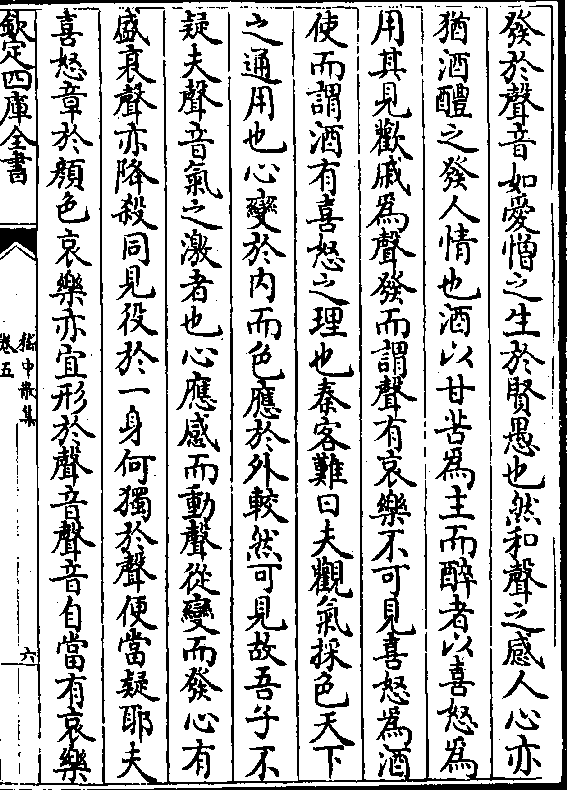 發於聲音如愛憎之生於賢愚也然和聲之感人心亦
猶酒醴之發人情也酒以甘苦為主而醉者以喜怒為
用其見歡戚為聲發而謂聲有哀樂不可見喜怒為酒
使而謂酒有喜怒之理也秦客難曰夫觀氣採色天下
之通用也心變於内而色應於外較然可見故吾子不
疑夫聲音氣之激者也心應感而動聲從變而發心有
盛衰聲亦降殺同見役於一身何獨於聲便當疑耶夫
喜怒章於顔色哀樂亦宜形於聲音聲音自當有哀樂
欽定四庫全書
嵇中散集
卷五
六